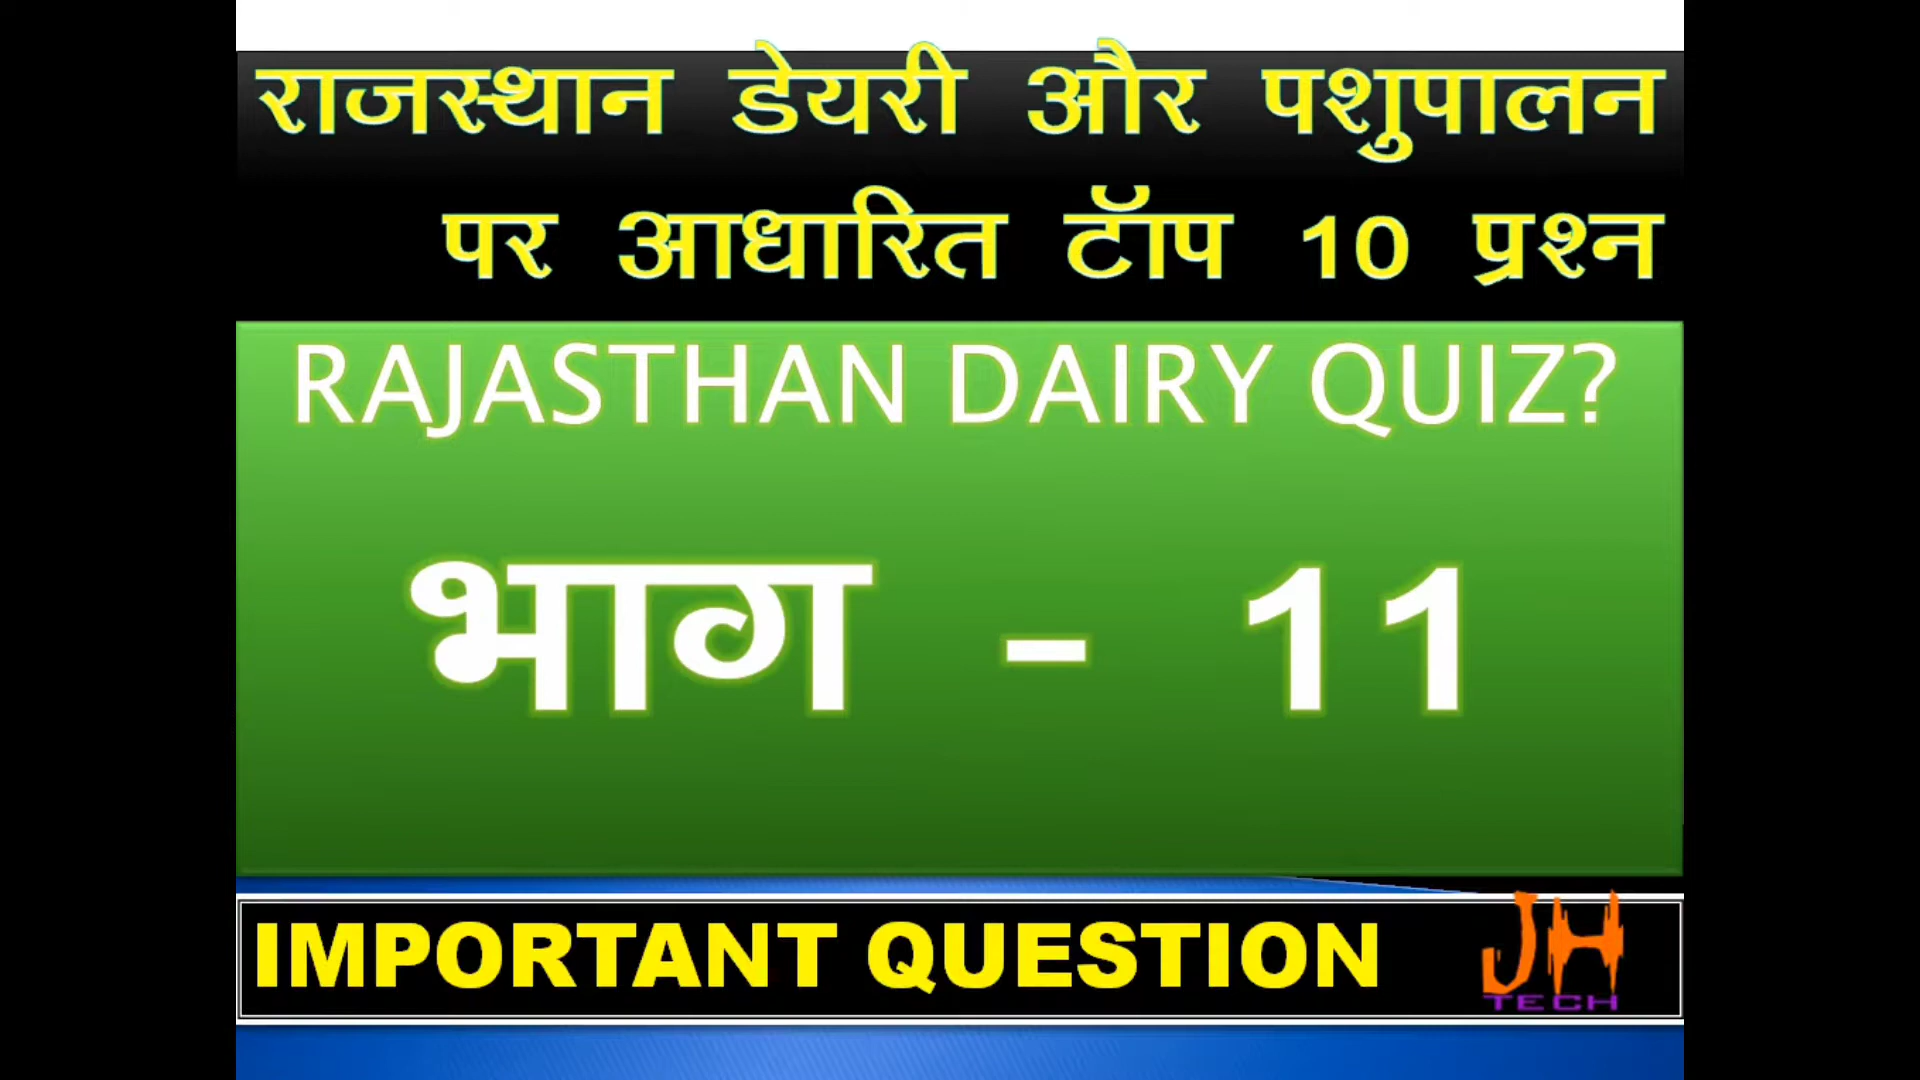 राजस्थान डेयरी और पशुपालन
पर आधारित टॉप 10 प्रश्न
RAJASTHAN DAIRY QUIZ?
भाग - 11
IMPORTANT QUESTION
JH
TECH